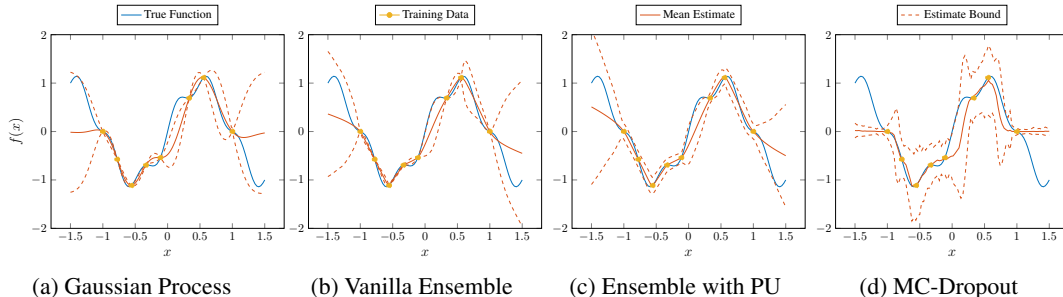 True Function
Training Data
Mean Estimate
Estimate Bound
2
1
0
−1
−2
f(x)
−1.5 −1 −0.5 0 0.5 1 1.5
x
(a) Gaussian Process
2
1
0
−1
−2
−1.5 −1 −0.5 0 0.5 1 1.5
x
(b) Vanilla Ensemble
2
1
0
−1
−2
−1.5 −1 −0.5 0 0.5 1 1.5
x
(c) Ensemble with PU
2
1
0
−1
−2
−1.5 −1 −0.5 0 0.5 1 1.5
x
(d) MC-Dropout